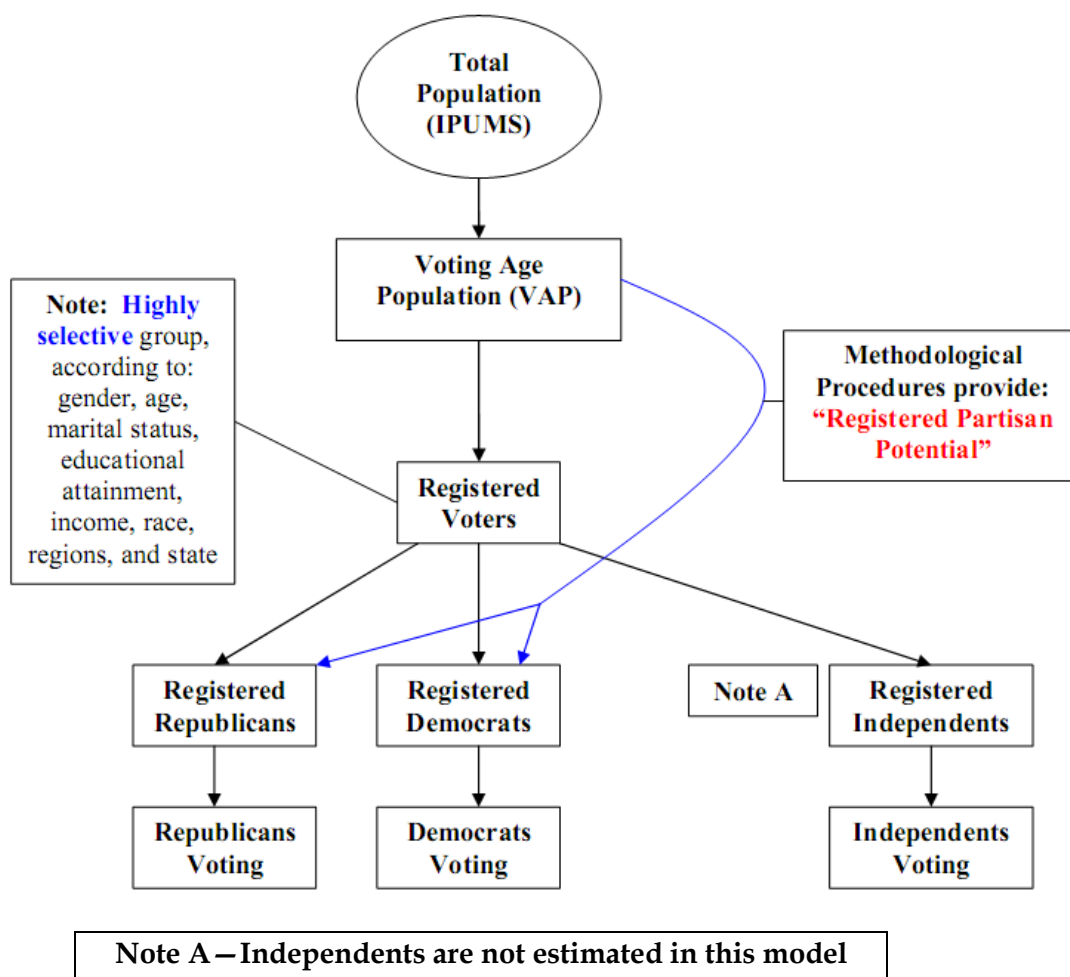 Total
Population
(IPUMS)
Voting Age
Population (VAP)
Note: Highly
selective group,
according to:
gender, age,
marital status,
educational
attainment,
income, race,
regions, and state
Methodological
Procedures provide:
“Registered Partisan
Potential”
Registered
Voters
Registered
Republicans
Registered
Democrats
Note A
Registered
Independents
Republicans
Voting
Democrats
Voting
Independents
Voting
Note A—Independents are not estimated in this model